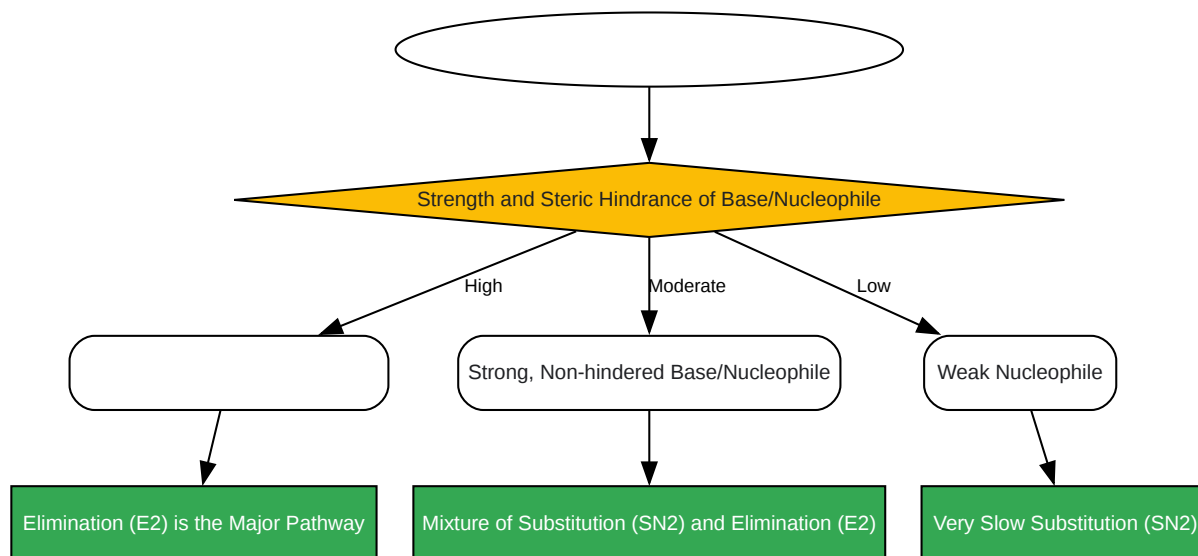 Strength and Steric Hindrance of Base/Nucleophile
High
Moderate
Low
Strong, Non-hindered Base/Nucleophile
Weak Nucleophile
Elimination (E2) is the Major Pathway
Mixture of Substitution (SN2) and Elimination (E2)
Very Slow Substitution (SN2)